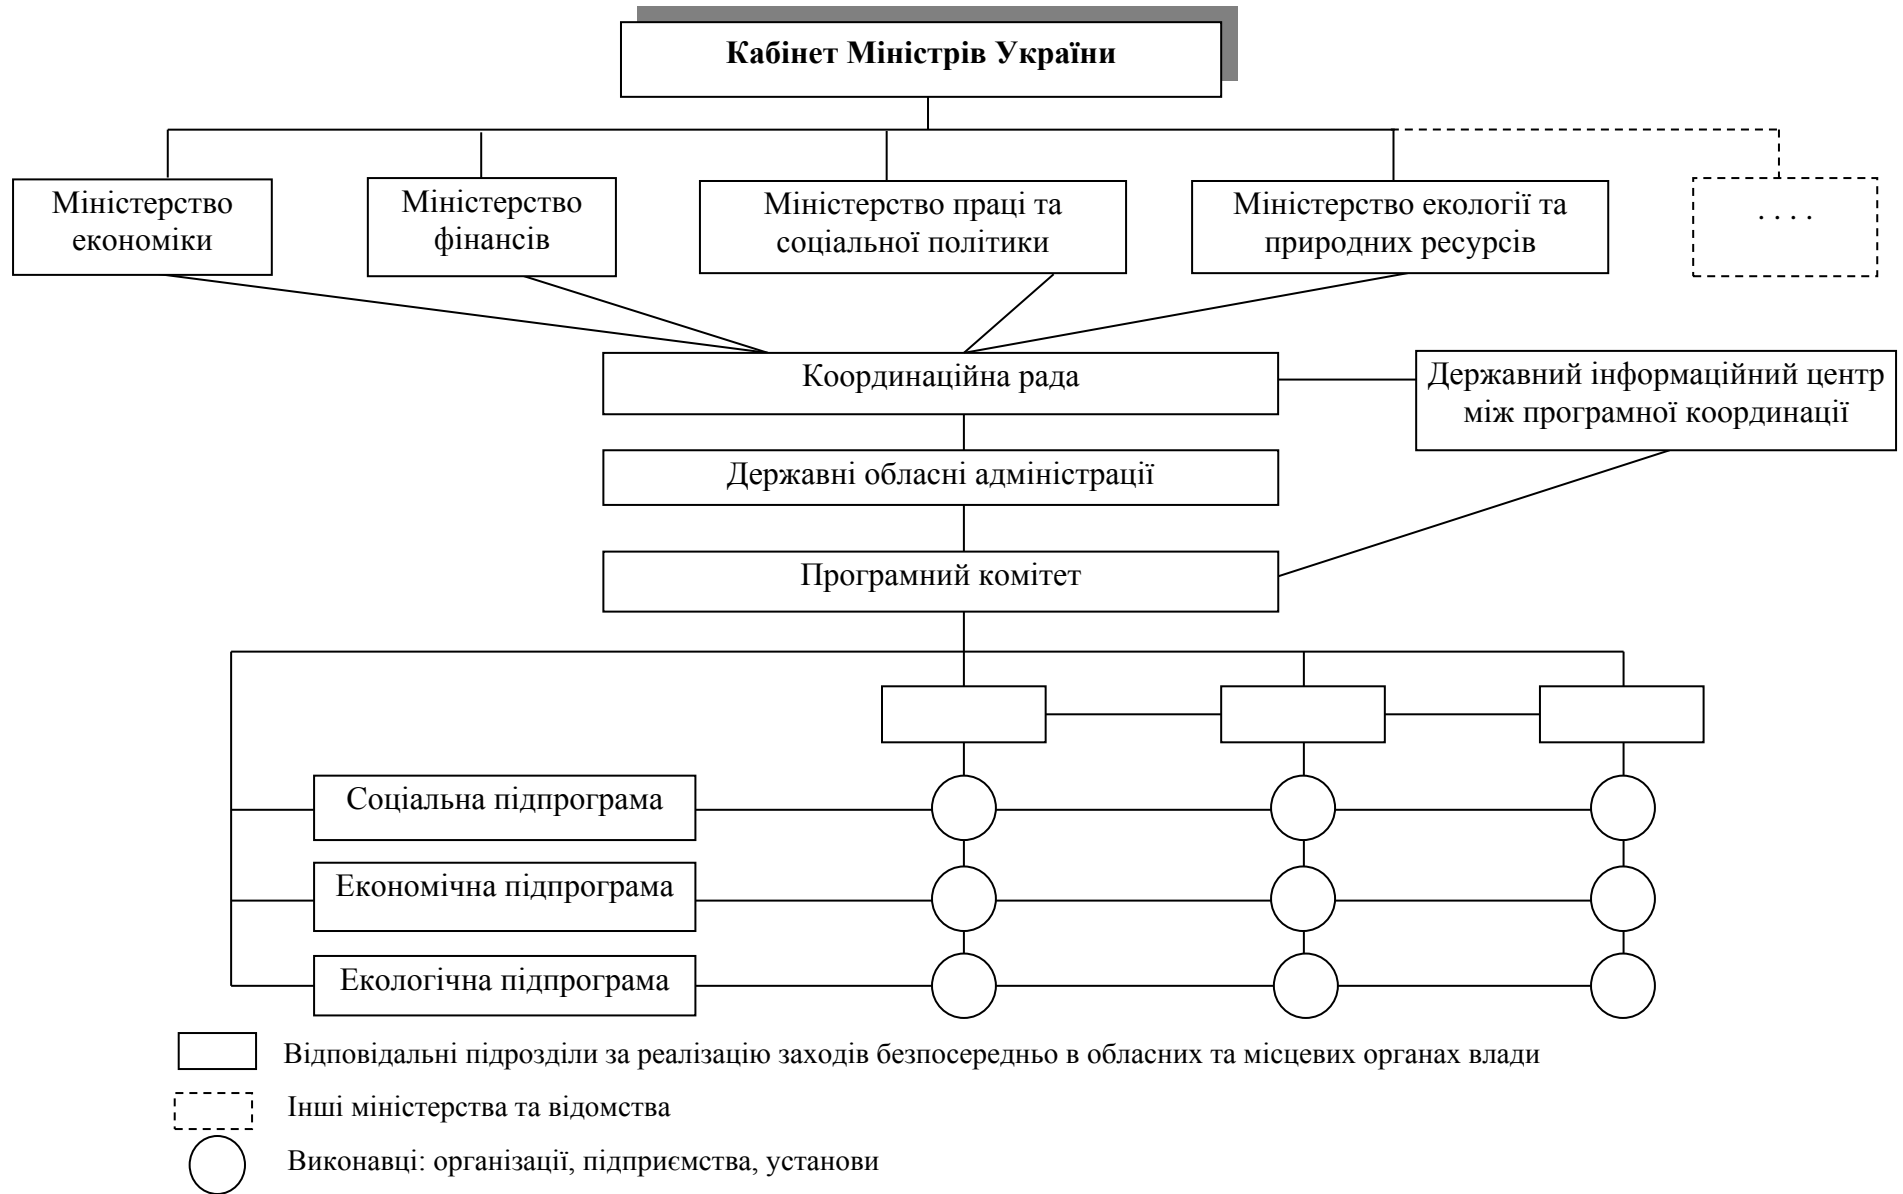 Кабінет Міністрів України
Міністерство
економіки
Міністерство
фінансів
Міністерство праці та
соціальної політики
Міністерство екології та
природних ресурсів
. . . .
Координаційна рада
Державний інформаційний центр
між програмної координації
Державні обласні адміністрації
Програмний комітет
Соціальна підпрограма
Економічна підпрограма
Екологічна підпрограма
Відповідальні підрозділи за реалізацію заходів безпосередньо в обласних та місцевих органах влади
Інші міністерства та відомства
Виконавці: організації, підприємства, установи